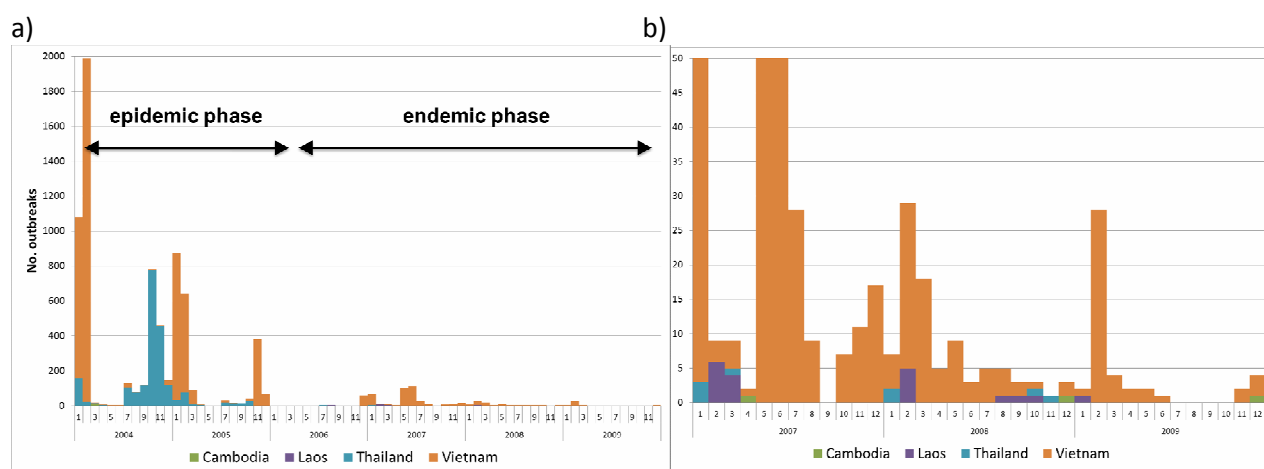 a)
2000
1800
1600
1400
1200
1000
800
600
400
200
0
No. outbreaks
epidemic phase
endemic phase
1 3 5 7 9 11 1 3 5 7 9 11 1 3 5 7 9 11 1 3 5 7 9 11 1 3 5 7 9 11 1 3 5 7 9 11
2004 2005 2006 2007 2008 2009
Cambodia Laos Thailand Vietnam
b)
50
45
40
35
30
25
20
15
10
5
0
1 2 3 4 5 6 7 8 9 10 11 12 1 2 3 4 5 6 7 8 9 10 11 12 1 2 3 4 5 6 7 8 9 10 11 12
2007 2008 2009
Cambodia Laos Thailand Vietnam